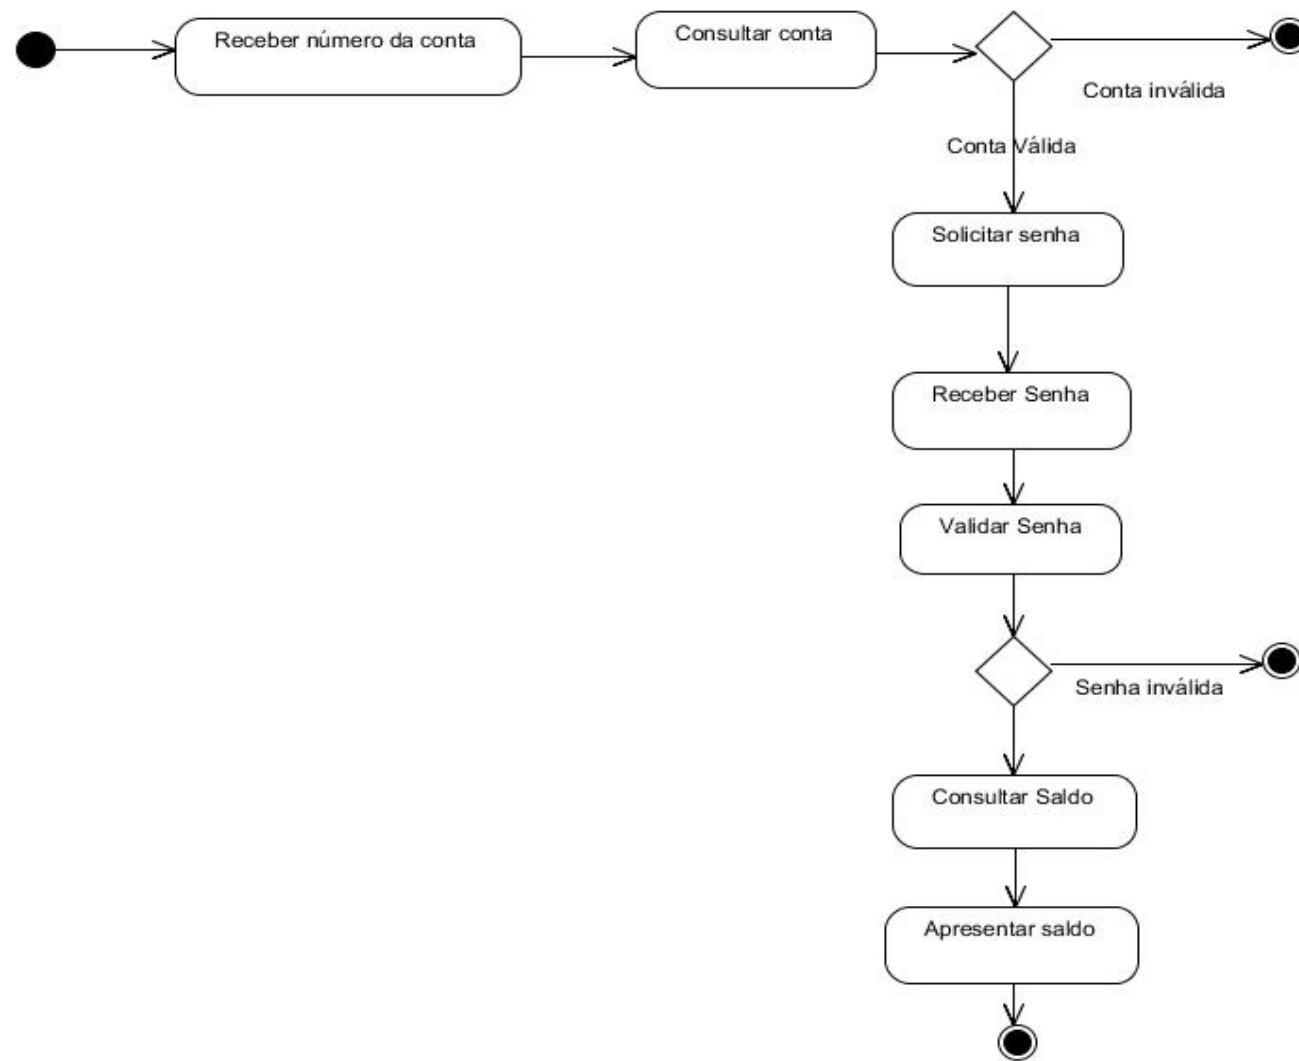 Receber número da conta
Consultar conta
Conta inválida
Conta Válida
Solicitar senha
Receber Senha
Validar Senha
Senha inválida
Consultar Saldo
Apresentar saldo